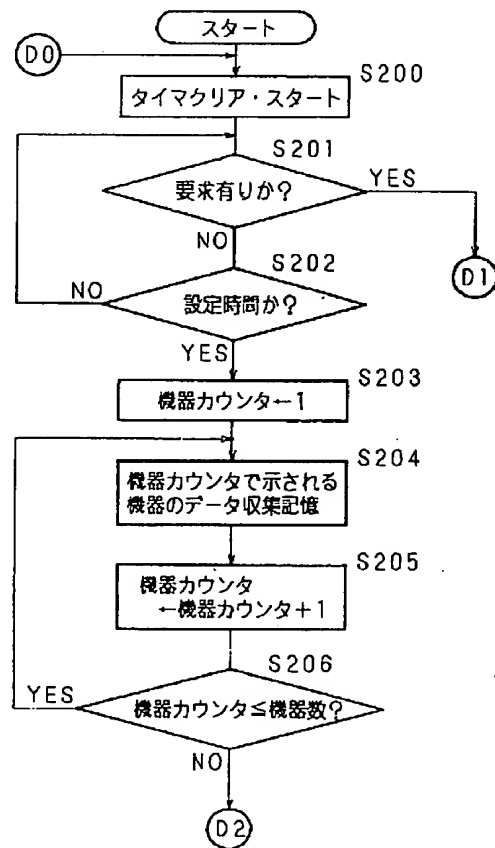 スタート
D0
S200
タイマクリア・スタート
S201
要求有りか?
YES
NO
D1
S202
設定時間か?
NO
YES
S203
機器カウンタ←1
S204
機器カウンタで示される
機器のデータ収集記憶
S205
機器カウンタ
←機器カウンタ+1
S206
機器カウンタ≦機器数?
YES
NO
D2